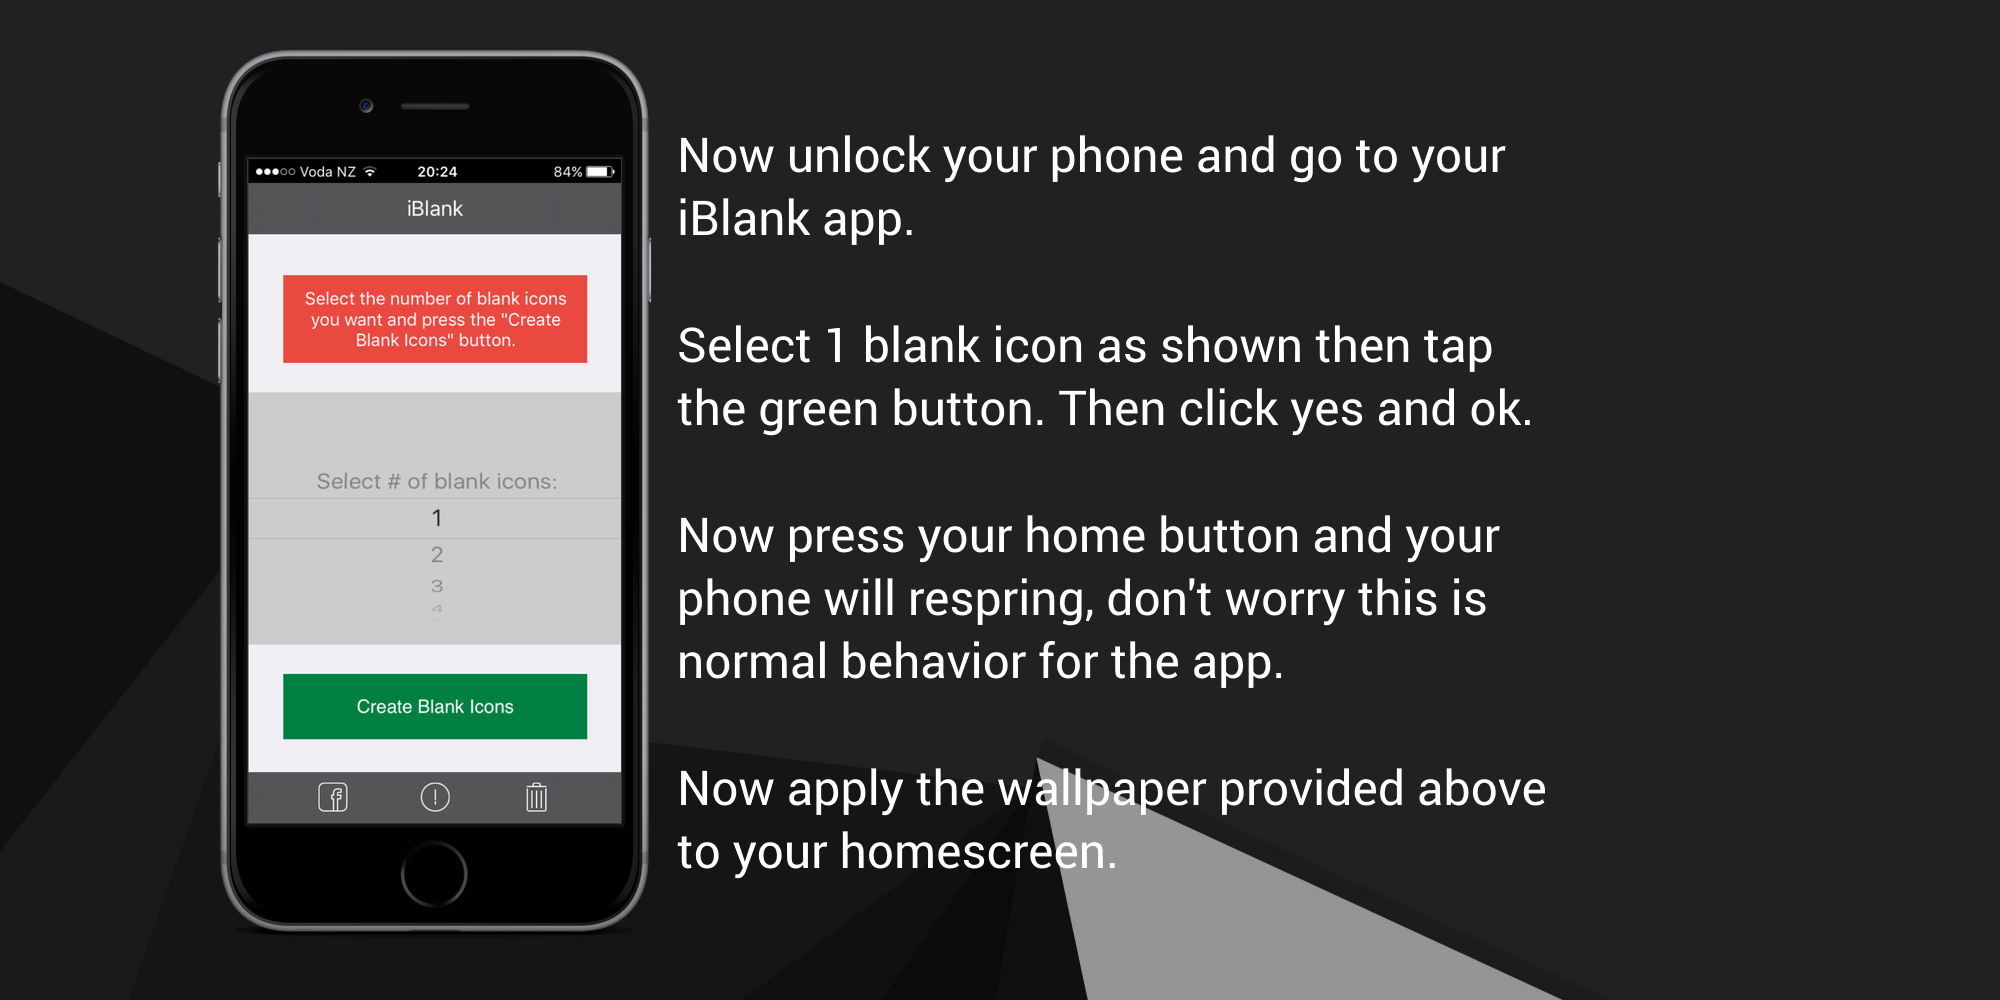 Voda NZ 20:24 84%
iBlank
Select the number of blank icons
you want and press the "Create
Blank Icons" button.
Select # of blank icons:
1
2
3
4
Create Blank Icons
Now unlock your phone and go to your
iBlank app.
Select 1 blank icon as shown then tap
the green button. Then click yes and ok.
Now press your home button and your
phone will respring, don't worry this is
normal behavior for the app.
Now apply the wallpaper provided above
to your homescreen.